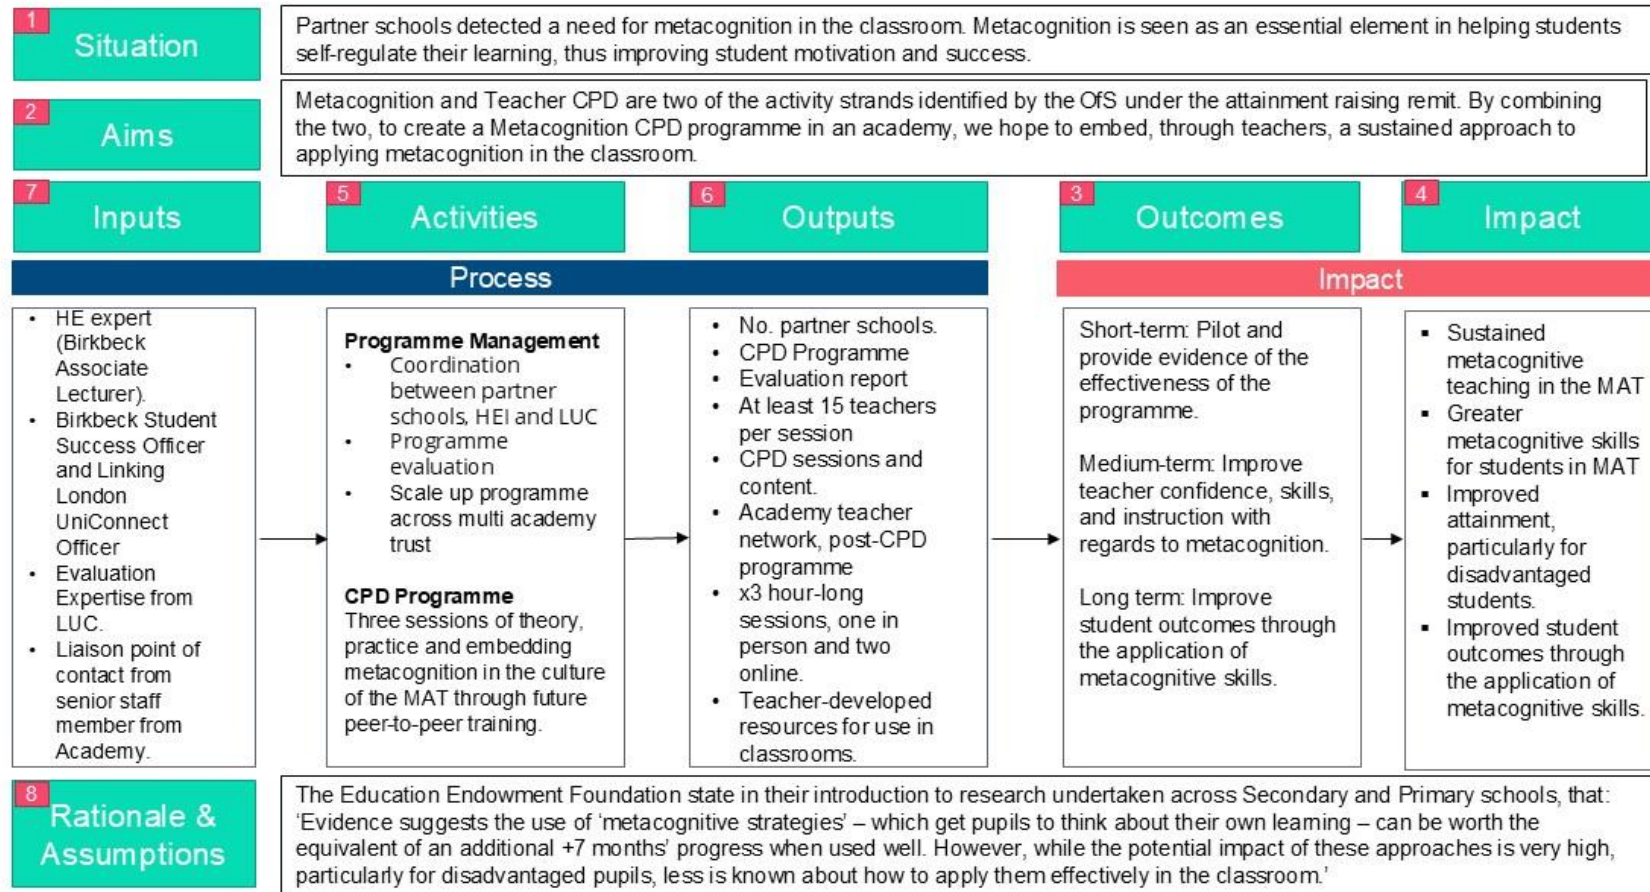 1
Situation
Partner schools detected a need for metacognition in the classroom. Metacognition is seen as an essential element in helping students
self-regulate their learning, thus improving student motivation and success.
2
Aims
Metacognition and Teacher CPD are two of the activity strands identified by the OfS under the attainment raising remit. By combining
the two, to create a Metacognition CPD programme in an academy, we hope to embed, through teachers, a sustained approach to
applying metacognition in the classroom.
7
Inputs
5
Activities
6
Outputs
3
Outcomes
4
Impact
Process
Impact
• HE expert
(Birkbeck
Associate
Lecturer).
• Birkbeck Student
Success Officer
and Linking
London
UniConnect
Officer
• Evaluation
Expertise from
LUC.
• Liaison point of
contact from
senior staff
member from
Academy.
Programme Management
• Coordination
between partner
schools, HEI and LUC
• Programme
evaluation
• Scale up programme
across multi academy
trust
CPD Programme
Three sessions of theory,
practice and embedding
metacognition in the culture
of the MAT through future
peer-to-peer training.
• No. partner schools.
• CPD Programme
• Evaluation report
• At least 15 teachers
per session
• CPD sessions and
content.
• Academy teacher
network, post-CPD
programme
• x3 hour-long
sessions, one in
person and two
online.
• Teacher-developed
resources for use in
classrooms.
Short-term: Pilot and
provide evidence of the
effectiveness of the
programme.
Medium-term: Improve
teacher confidence, skills,
and instruction with
regards to metacognition.
Long term: Improve
student outcomes through
the application of
metacognitive skills.
▪ Sustained
metacognitive
teaching in the MAT
▪ Greater
metacognitive skills
for students in MAT
▪ Improved
attainment,
particularly for
disadvantaged
students.
▪ Improved student
outcomes through
the application of
metacognitive skills.
8
Rationale &
Assumptions
The Education Endowment Foundation state in their introduction to research undertaken across Secondary and Primary schools, that:
‘Evidence suggests the use of ‘metacognitive strategies’ – which get pupils to think about their own learning – can be worth the
equivalent of an additional +7 months’ progress when used well. However, while the potential impact of these approaches is very high,
particularly for disadvantaged pupils, less is known about how to apply them effectively in the classroom.’